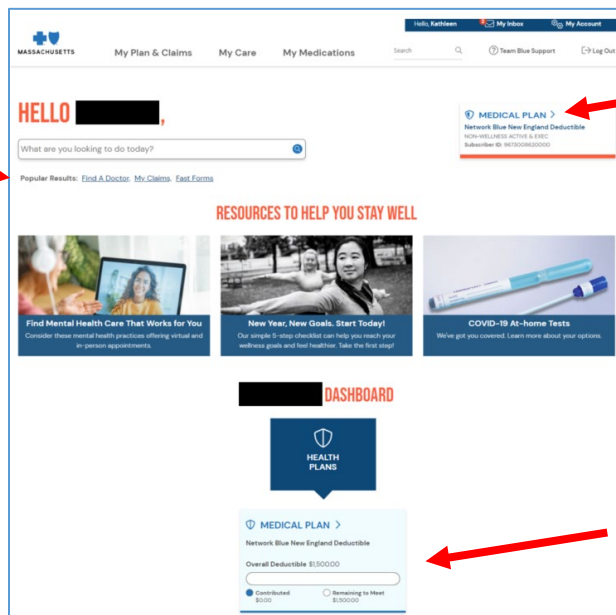 Hello, Kathleen
2 My Inbox
My Account
MASSACHUSETTS
My Plan & Claims
My Care
My Medications
Search
Team Blue Support
Log Out
HELLO ,
MEDICAL PLAN >
Network Blue New England Deductible
NON-WELLNESS ACTIVE & EXEC
Subscriber ID: 9673008620000
What are you looking to do today?
Popular Results: Find A Doctor, My Claims, Fast Forms
RESOURCES TO HELP YOU STAY WELL
Find Mental Health Care That Works for You
Consider these mental health practices offering virtual and
in-person appointments.
New Year, New Goals. Start Today!
Our simple 5-step checklist can help you reach your
wellness goals and feel healthier. Take the first step!
COVID-19 At-home Tests
We've got you covered. Learn more about your options.
DASHBOARD
HEALTH
PLANS
MEDICAL PLAN >
Network Blue New England Deductible
Overall Deductible $1,500.00
Contributed
$0.00
Remaining to Meet
$1,500.00